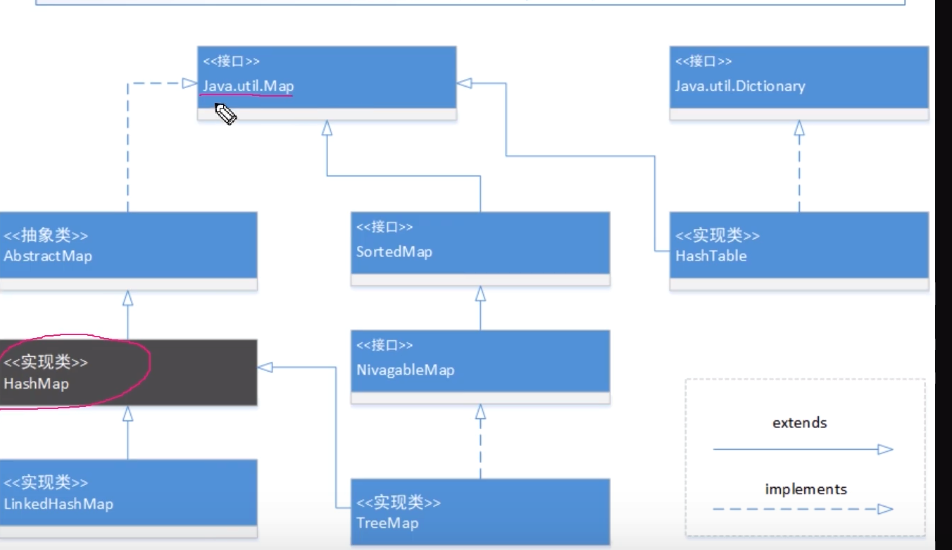 <<接口>>
Java.util.Map
<<接口>>
Java.util.Dictionary
<<抽象类>>
AbstractMap
<<接口>>
SortedMap
<<实现类>>
HashTable
<<实现类>>
HashMap
<<接口>>
NivagableMap
<<实现类>>
LinkedHashMap
<<实现类>>
TreeMap
extends
implements